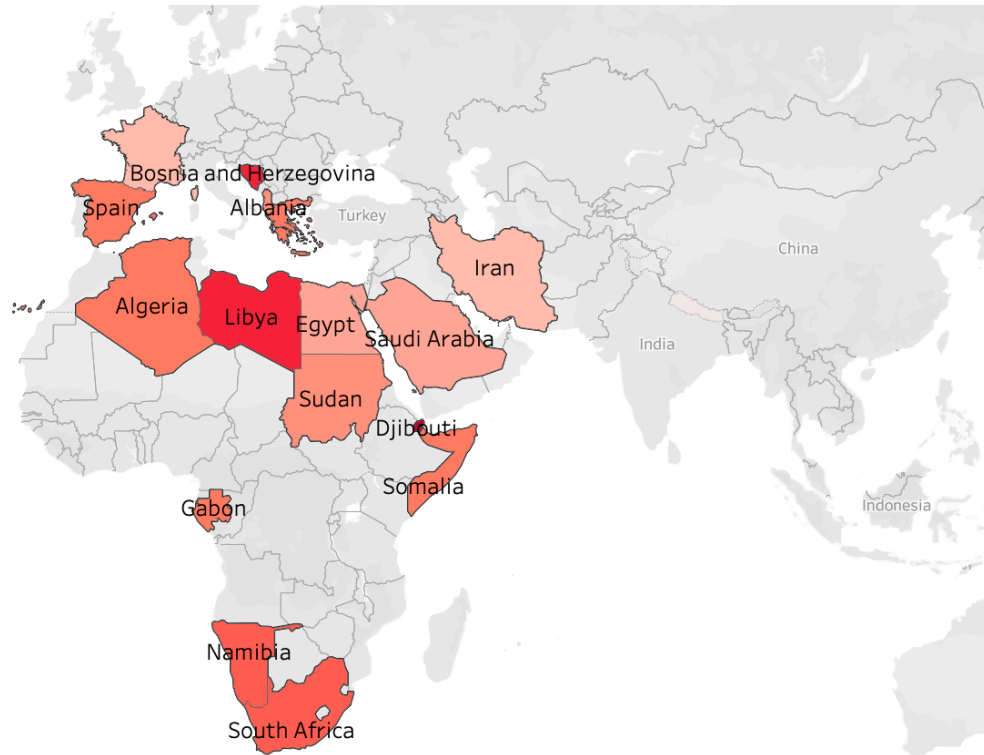 Bosnia and Herzegovina
Spain
Albania
Turkey
China
Iran
Algeria
Libya
Egypt
Saudi Arabia
India
Sudan
Djibouti
Somalia
Gabon
Indonesia
Namibia
South Africa